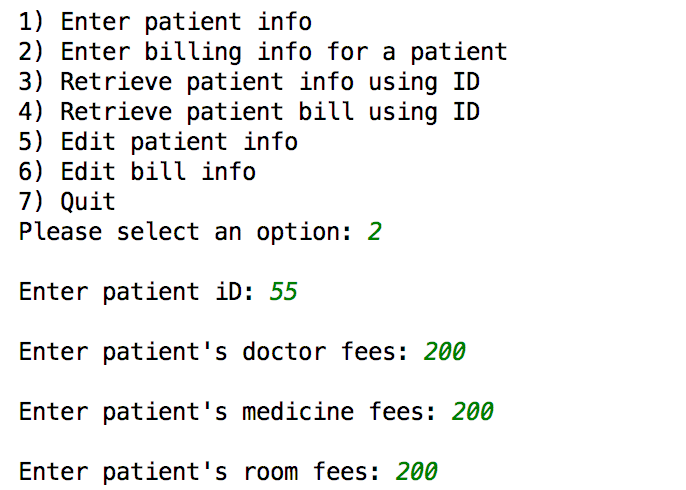 1) Enter patient info
2) Enter billing info for a patient
3) Retrieve patient info using ID
4) Retrieve patient bill using ID
5) Edit patient info
6) Edit bill info
7) Quit
Please select an option: 2
Enter patient iD: 55
Enter patient's doctor fees: 200
Enter patient's medicine fees: 200
Enter patient's room fees: 200